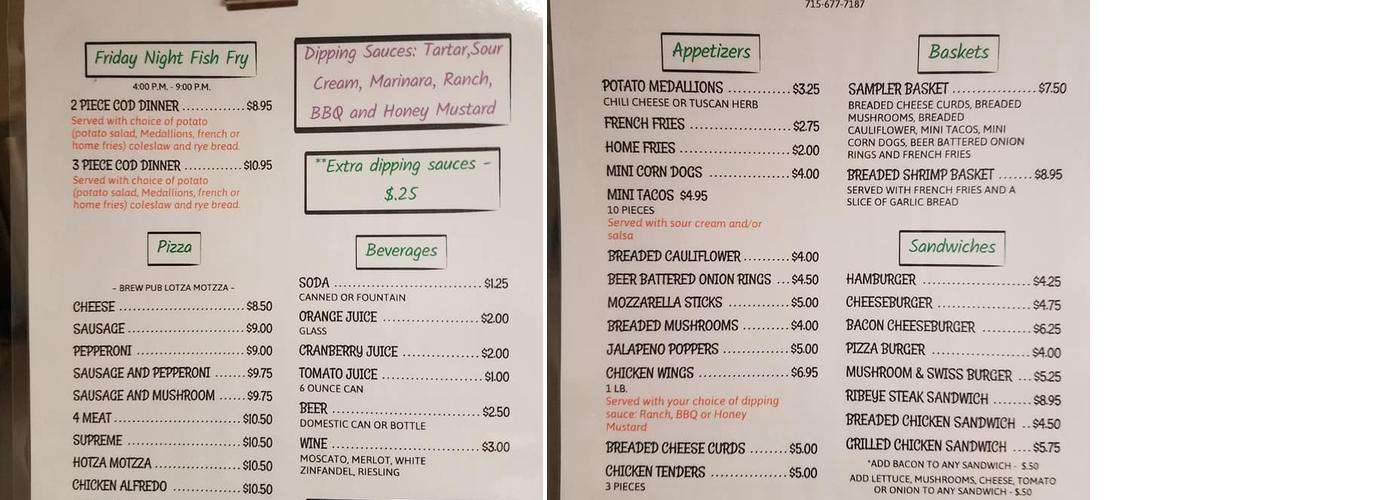 Friday Night Fish Fry
4:00 P.M. - 9:00 P.M.
2 PIECE COD DINNER ............ $8.95
Served with choice of potato
(potato salad, Medallions, french or
home fries) coleslaw and rye bread.
3 PIECE COD DINNER ............ $10.95
Served with choice of potato
(potato salad, Medallions, french or
home fries) coleslaw and rye bread.
Pizza
~ BREW PUB LOTZA MOTZZA ~
CHEESE ............ $8.50
SAUSAGE ............ $9.00
PEPPERONI ............ $9.00
SAUSAGE AND PEPPERONI ...... $9.75
SAUSAGE AND MUSHROOM ..... $9.75
4 MEAT ............ $10.50
SUPREME ............ $10.50
HOTZA MOTZZA ............ $10.50
CHICKEN ALFREDO ............ $10.50
Dipping Sauces: Tartar,Sour
Cream, Marinara, Ranch,
BBQ and Honey Mustard
**Extra dipping sauces -
$.25
Beverages
SODA ............ $1.25
CANNED OR FOUNTAIN
ORANGE JUICE ............ $2.00
GLASS
CRANBERRY JUICE ............ $2.00
TOMATO JUICE ............ $1.00
6 OUNCE CAN
BEER ............ $2.50
DOMESTIC CAN OR BOTTLE
WINE ............ $3.00
MOSCATO, MERLOT, WHITE
ZINFANDEL, RIESLING
715-677-7187
Appetizers
POTATO MEDALLIONS ............ $3.25
CHILI CHEESE OR TUSCAN HERB
FRENCH FRIES ............ $2.75
HOME FRIES ............ $2.00
MINI CORN DOGS ............ $4.00
MINI TACOS $4.95
10 PIECES
Served with sour cream and/or
salsa
BREADED CAULIFLOWER.......... $4.00
BEER BATTERED ONION RINGS ... $4.50
MOZZARELLA STICKS ............ $5.00
BREADED MUSHROOMS ............ $4.00
JALAPENO POPPERS ............ $5.00
CHICKEN WINGS ............ $6.95
1 LB.
Served with your choice of dipping
sauce: Ranch, BBQ or Honey
Mustard
BREADED CHEESE CURDS ........ $5.00
CHICKEN TENDERS ............ $5.00
3 PIECES
Baskets
SAMPLER BASKET ............ $7.50
BREADED CHEESE CURDS, BREADED
MUSHROOMS, BREADED
CAULIFLOWER, MINI TACOS, MINI
CORN DOGS, BEER BATTERED ONION
RINGS AND FRENCH FRIES
BREADED SHRIMP BASKET ....... $8.95
SERVED WITH FRENCH FRIES AND A
SLICE OF GARLIC BREAD
Sandwiches
HAMBURGER ............ $4.25
CHEESEBURGER ............ $4.75
BACON CHEESEBURGER ............ $6.25
PIZZA BURGER ............ $4.00
MUSHROOM & SWISS BURGER ... $5.25
RIBEYE STEAK SANDWICH ........ $8.95
BREADED CHICKEN SANDWICH .. $4.50
GRILLED CHICKEN SANDWICH .... $5.75
*ADD BACON TO ANY SANDWICH - $.50
ADD LETTUCE, MUSHROOMS, CHEESE, TOMATO
OR ONION TO ANY SANDWICH - $.50